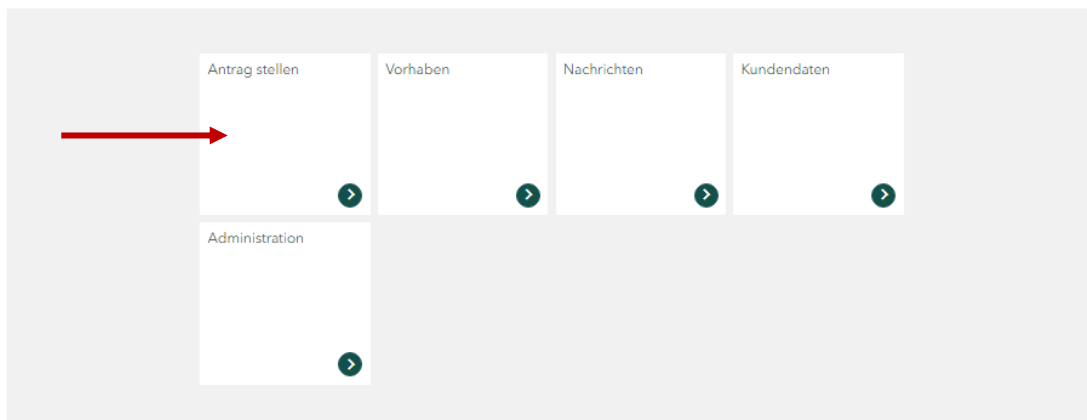 Antrag stellen
Vorhaben
Nachrichten
Kundendaten
Administration